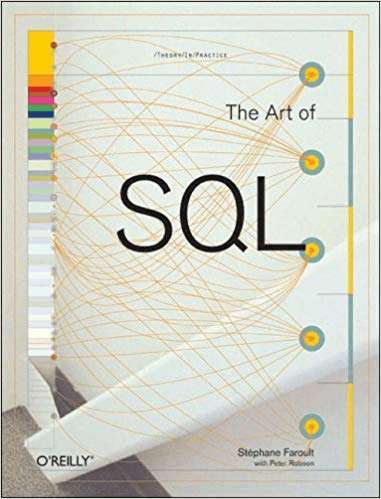 /THEORY/IN/PRACTICE
The Art of
SQL
Stéphane Faroult
with Peter Robson
O'REILLY®